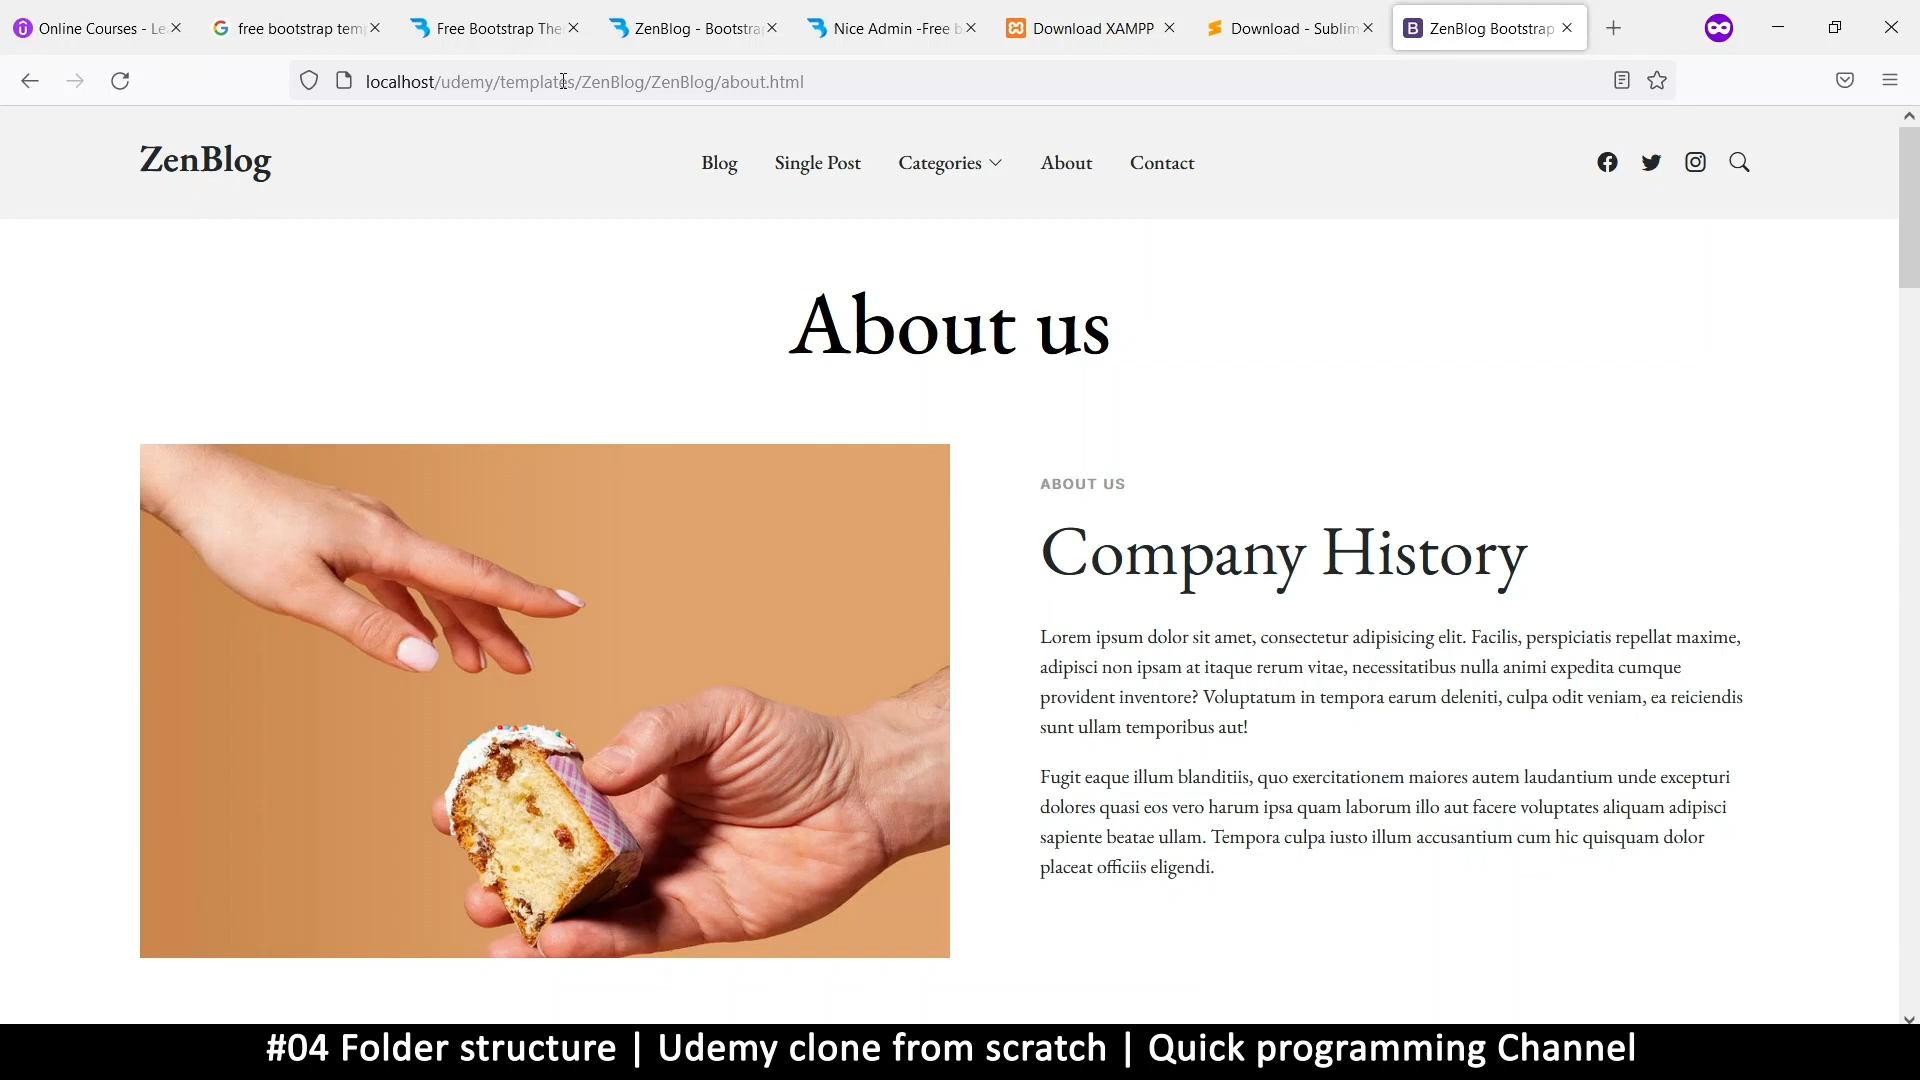 Online Courses - Le
free bootstrap tem
Free Bootstrap The
ZenBlog - Bootstra
Nice Admin -Free b
Download XAMPP
Download - Sublim
ZenBlog Bootstrap
localhost/udemy/templates/ZenBlog/ZenBlog/about.html
ZenBlog
Blog
Single Post
Categories
About
Contact
About us
ABOUT US
Company History
Lorem ipsum dolor sit amet, consectetur adipisicing elit. Facilis, perspiciatis repellat maxime,
adipisci non ipsam at itaque rerum vitae, necessitatibus nulla animi expedita cumque
provident inventore? Voluptatum in tempora earum deleniti, culpa odit veniam, ea reiciendis
sunt ullam temporibus aut!
Fugit eaque illum blanditiis, quo exercitationem maiores autem laudantium unde excepturi
dolores quasi eos vero harum ipsa quam laborum illo aut facere voluptates aliquam adipisci
sapiente beatae ullam. Tempora culpa iusto illum accusantium cum hic quisquam dolor
placeat officiis eligendi.
#04 Folder structure | Udemy clone from scratch | Quick programming Channel